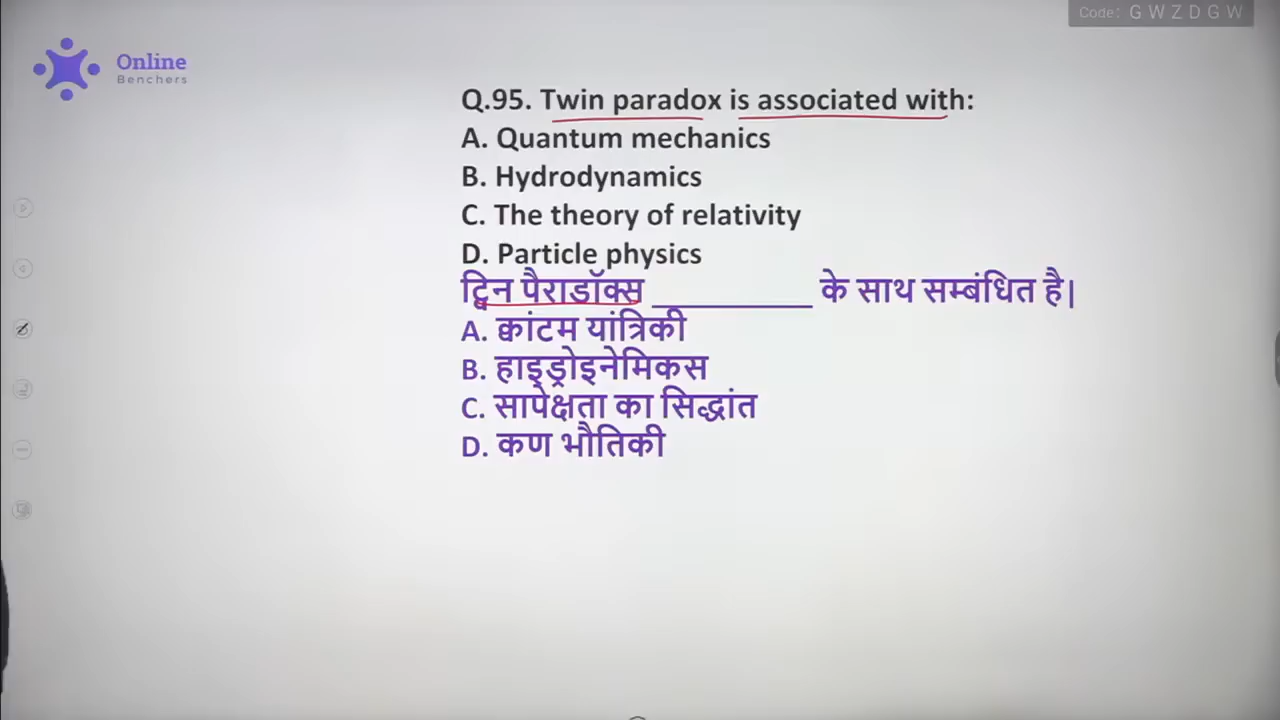 Code: G W Z D G W
Online
Benchers
Q.95. Twin paradox is associated with:
A. Quantum mechanics
B. Hydrodynamics
C. The theory of relativity
D. Particle physics
ट्विन पैराडॉक्स __________ के साथ सम्बंधित है|
A. क्वांटम यांत्रिकी
B. हाइड्रोइनेमिकस
C. सापेक्षता का सिद्धांत
D. कण भौतिकी